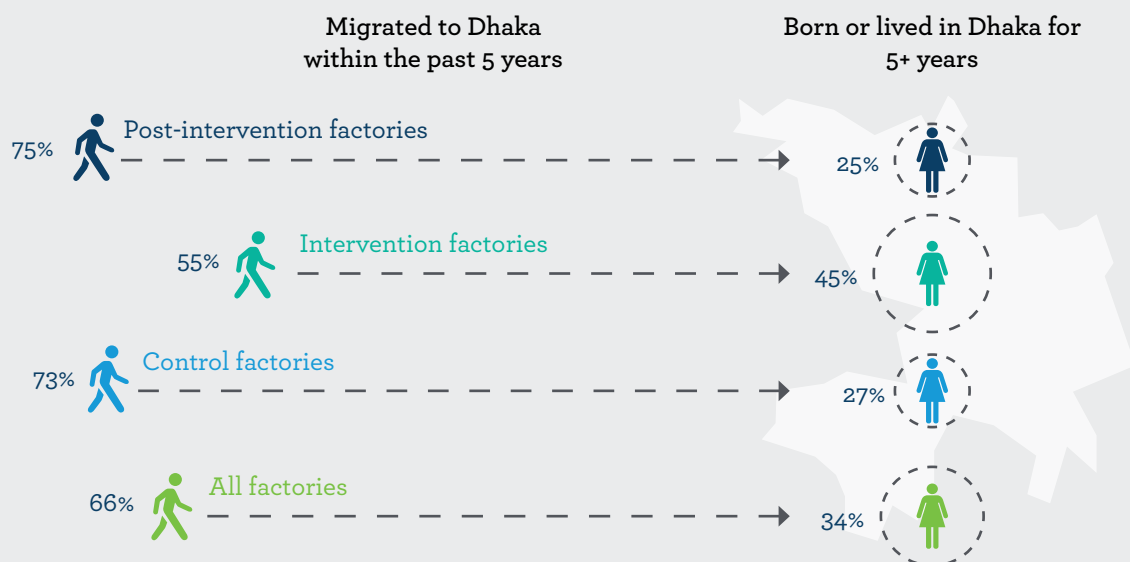 Migrated to Dhaka
within the past 5 years
Born or lived in Dhaka for
5+ years
Post-intervention factories
75%
25%
Intervention factories
55%
45%
Control factories
73%
27%
All factories
66%
34%